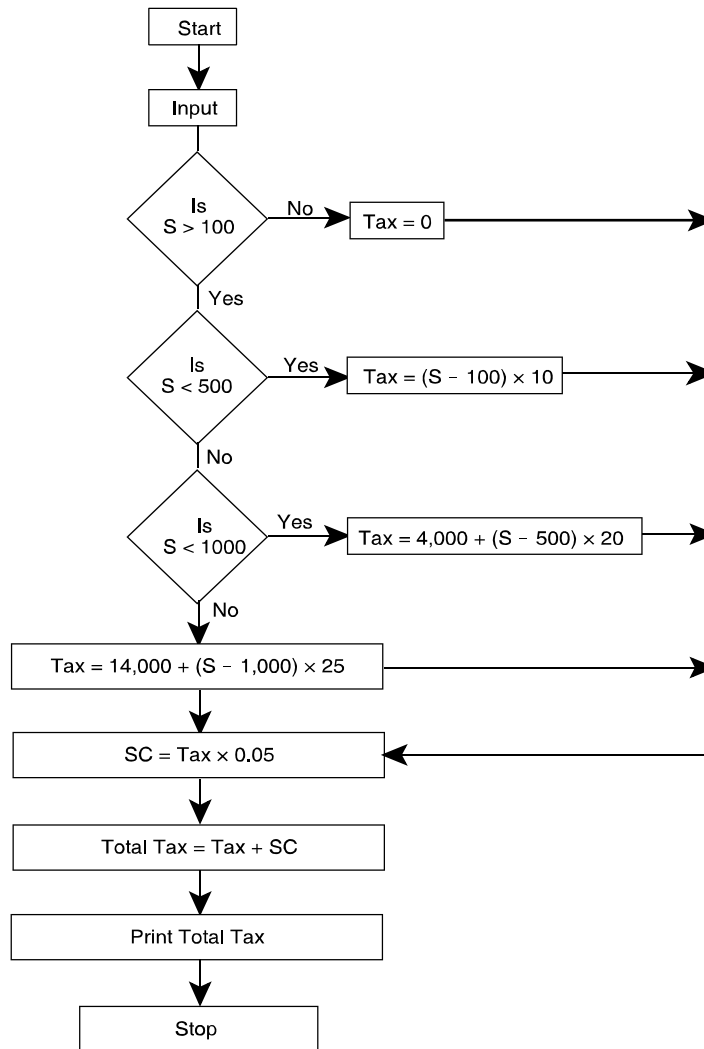 Start
Input
Is
S > 100
No
Tax = 0
Yes
Is
S < 500
Yes
Tax = (S − 100) × 10
No
Is
S < 1000
Yes
Tax = 4,000 + (S − 500) × 20
No
Tax = 14,000 + (S − 1,000) × 25
SC = Tax × 0.05
Total Tax = Tax + SC
Print Total Tax
Stop